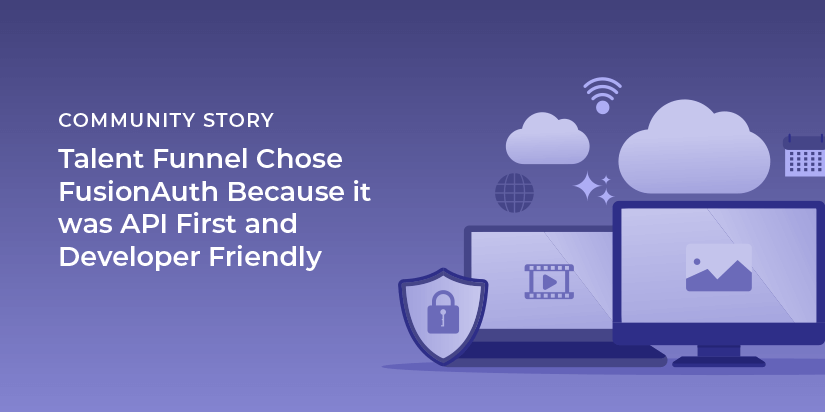 COMMUNITY STORY
Talent Funnel Chose
FusionAuth Because it
was API First and
Developer Friendly